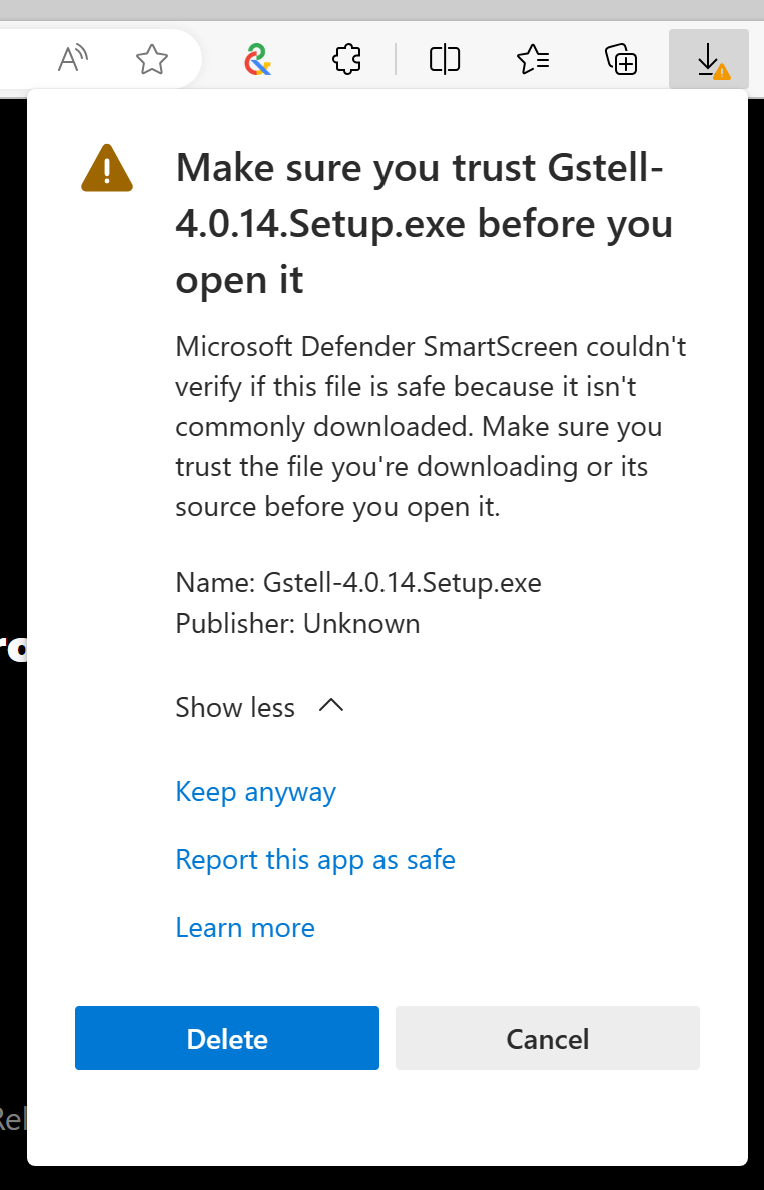 A
Make sure you trust Gstell-
4.0.14.Setup.exe before you
open it
Microsoft Defender SmartScreen couldn't
verify if this file is safe because it isn't
commonly downloaded. Make sure you
trust the file you're downloading or its
source before you open it.
Name: Gstell-4.0.14.Setup.exe
Publisher: Unknown
Show less
Keep anyway
Report this app as safe
Learn more
Delete
Cancel